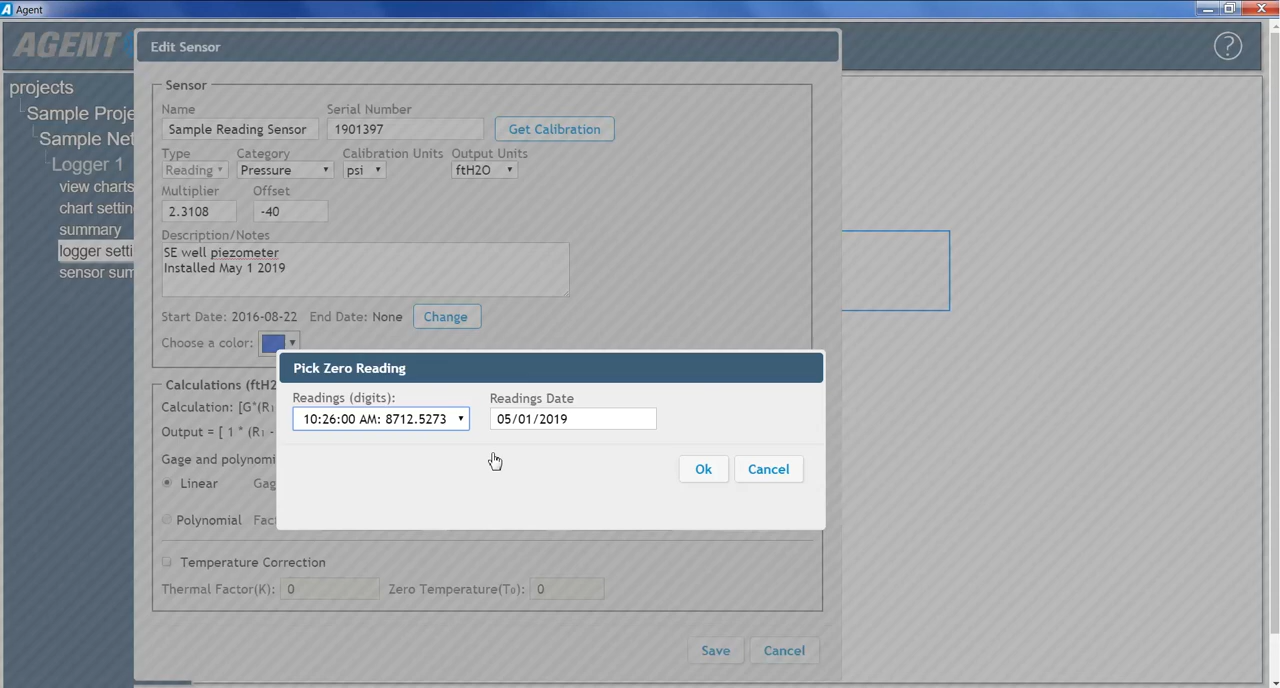 Agent
AGENT
?
projects
Sample Proje
Sample Net
Logger 1
view charts
chart settin
summary
logger setti
sensor sum
Edit Sensor
Sensor
Name Serial Number
Sample Reading Sensor 1901397 Get Calibration
Type Category Calibration Units Output Units
Reading Pressure psi ftH2O
Multiplier Offset
2.3108 -40
Description/Notes
SE well piezometer
Installed May 1 2019
Start Date: 2016-08-22 End Date: None Change
Choose a color:
Pick Zero Reading
Readings (digits): Readings Date
10:26:00 AM: 8712.5273 05/01/2019
Ok Cancel
Calculations (ftH2
Calculation: [G*(R₁
Output = [ 1 * (R₁ -
Gage and polynomi
Linear Gag
Polynomial Fac
Temperature Correction
Thermal Factor(K): 0 Zero Temperature(T₀): 0
Save Cancel